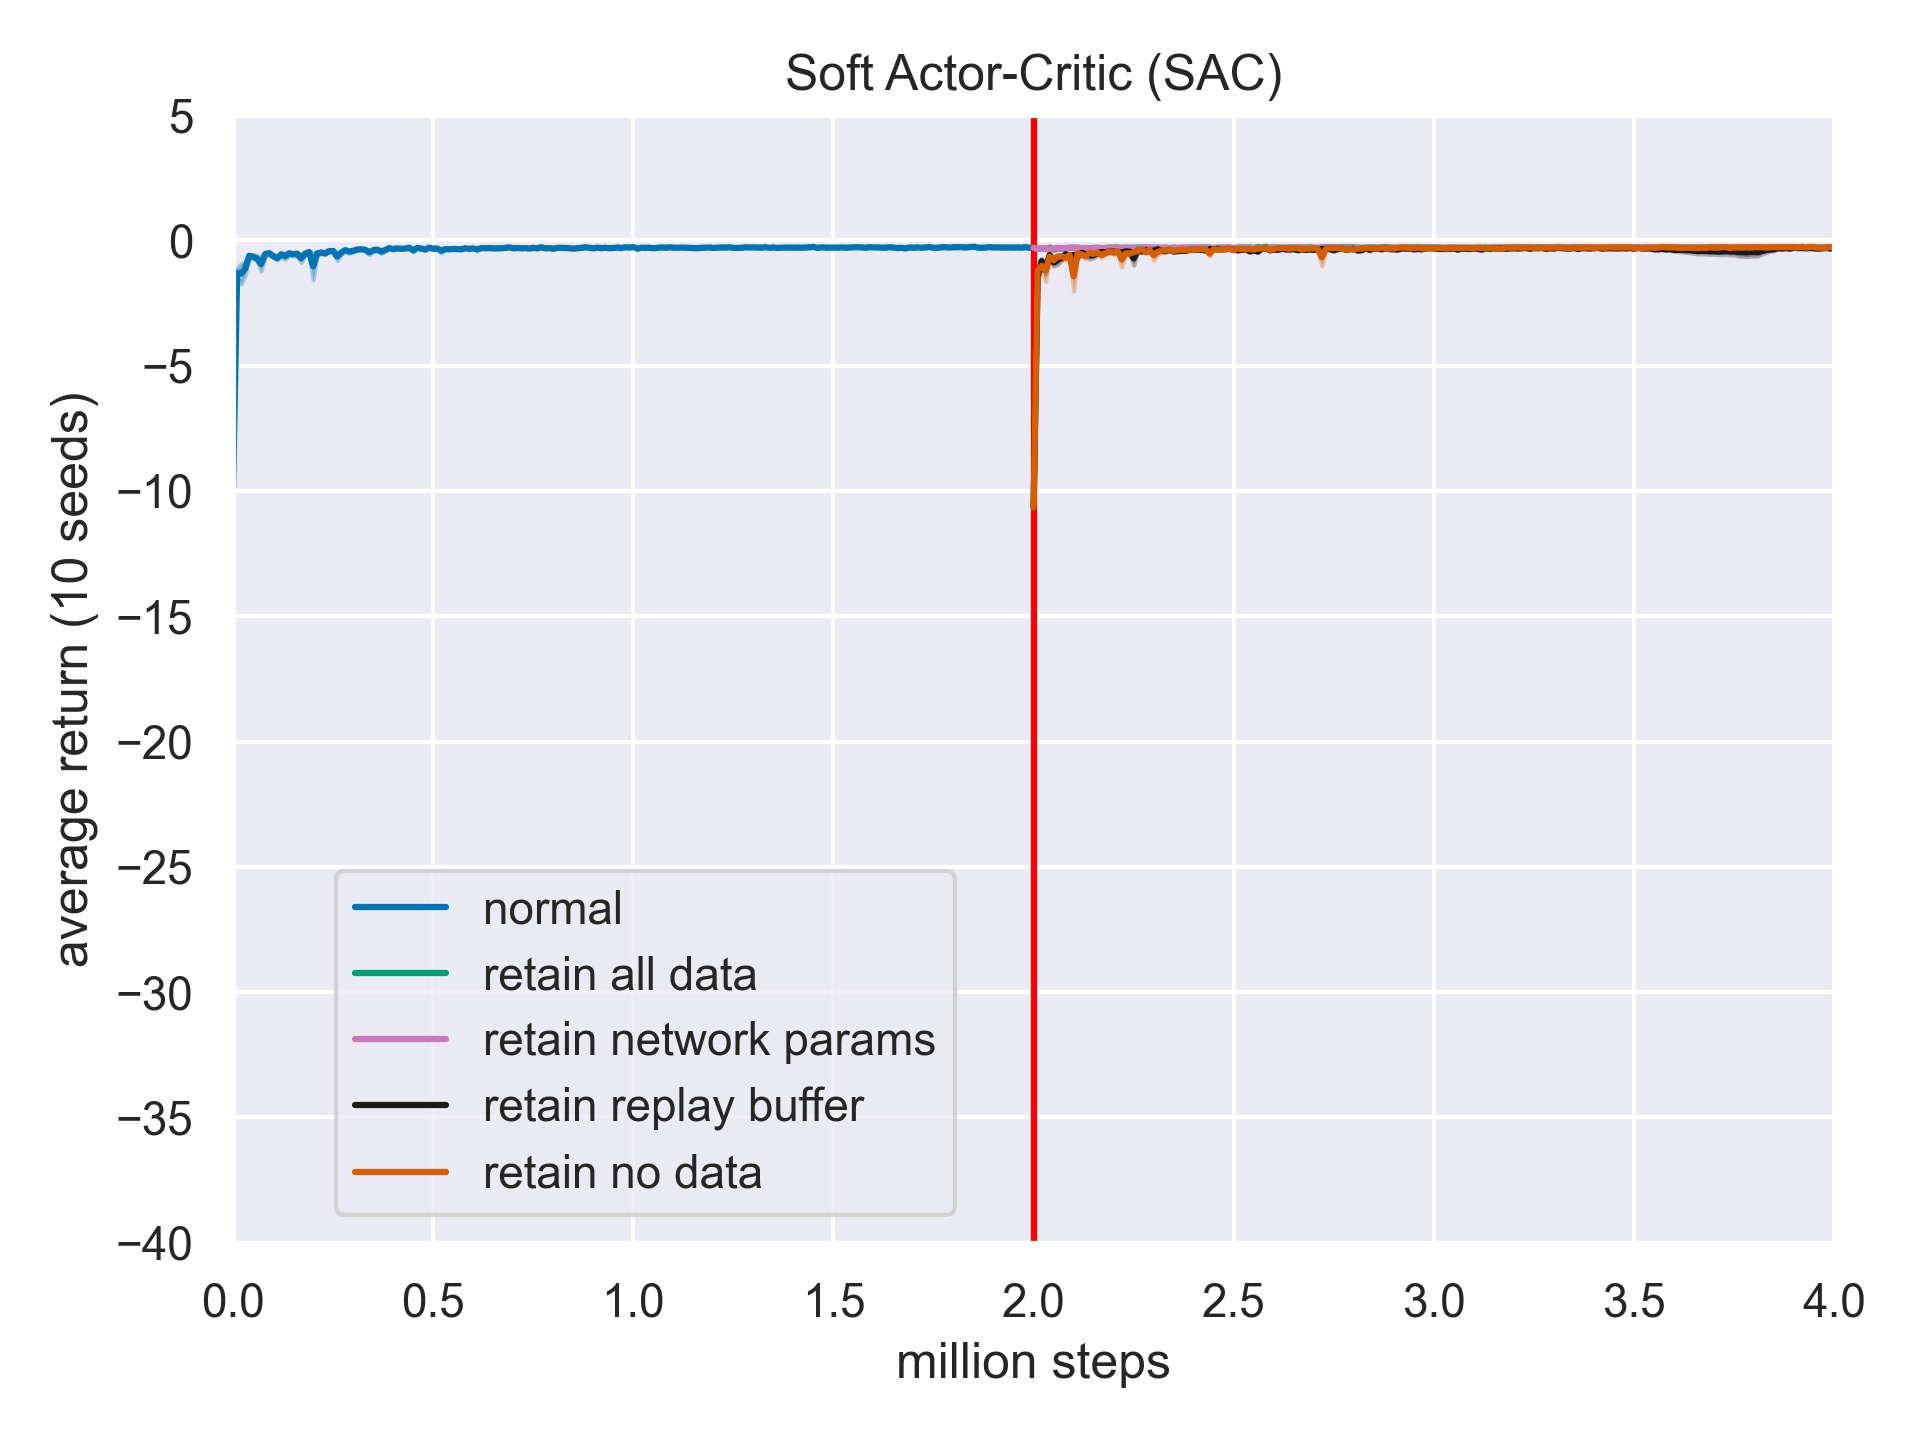 Soft Actor-Critic (SAC)
5
0
−5
−10
−15
−20
−25
−30
−35
−40
average return (10 seeds)
normal
retain all data
retain network params
retain replay buffer
retain no data
0.0 0.5 1.0 1.5 2.0 2.5 3.0 3.5 4.0
million steps